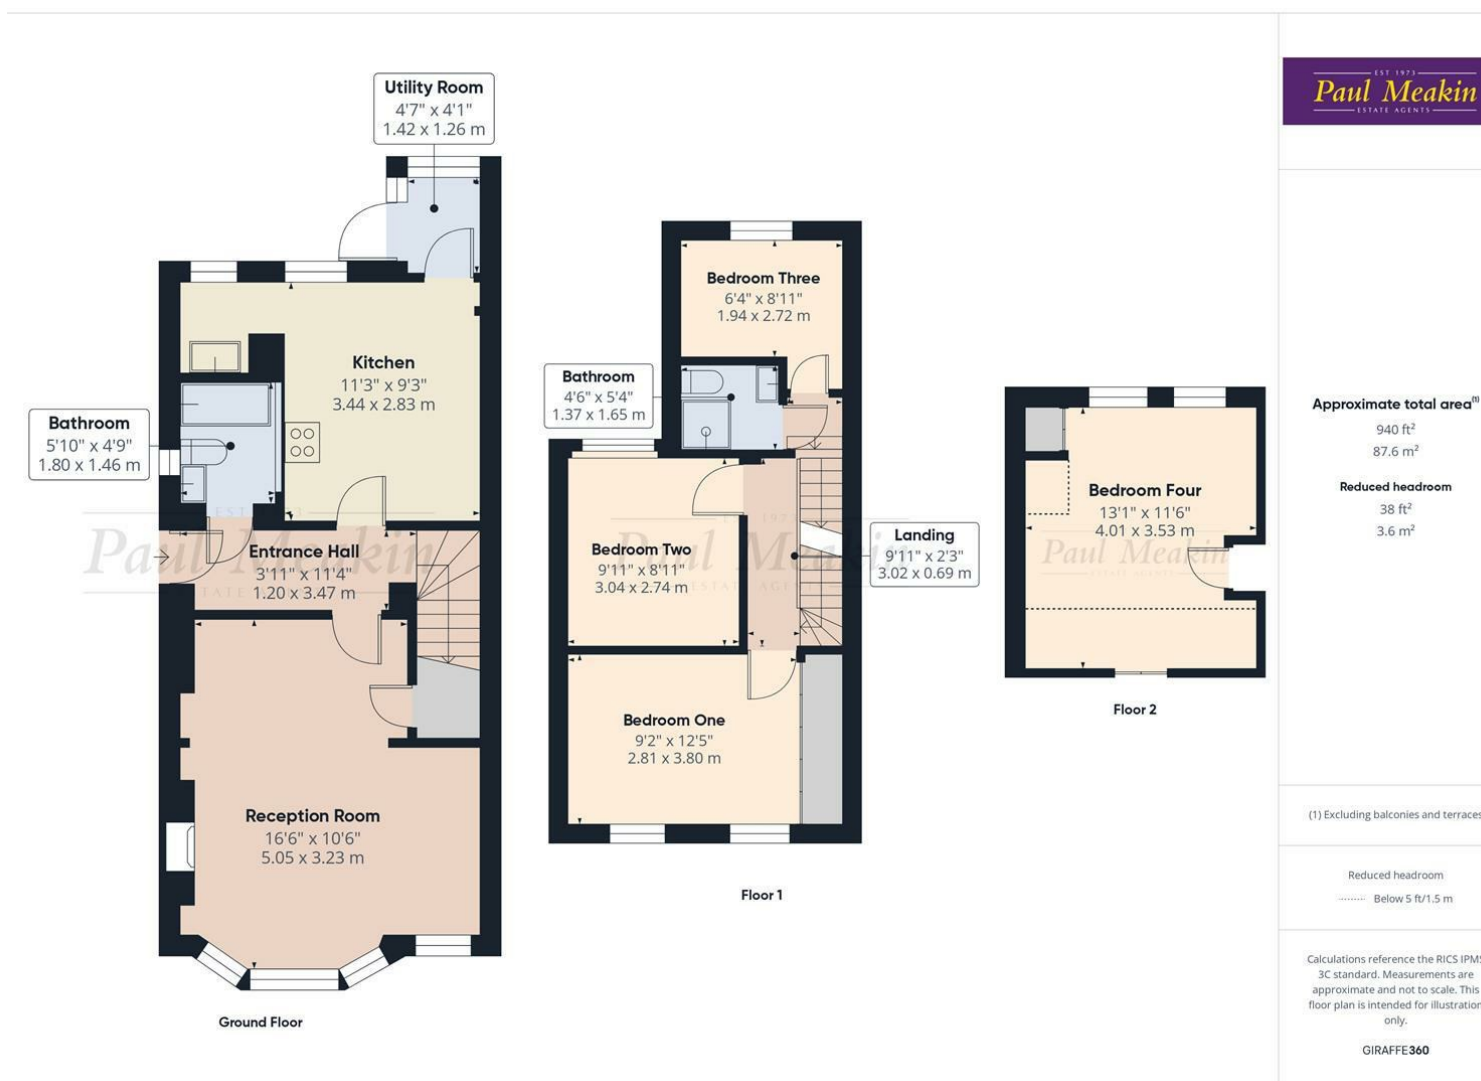 Utility Room
4'7" x 4'1"
1.42 x 1.26 m
Kitchen
11'3" x 9'3"
3.44 x 2.83 m
Bathroom
5'10" x 4'9"
1.80 x 1.46 m
Entrance Hall
3'11" x 11'4"
1.20 x 3.47 m
Reception Room
16'6" x 10'6"
5.05 x 3.23 m
Ground Floor
Paul Meakin
Bedroom Three
6'4" x 8'11"
1.94 x 2.72 m
Bathroom
4'6" x 5'4"
1.37 x 1.65 m
Bedroom Two
9'11" x 8'11"
3.04 x 2.74 m
Landing
9'11" x 2'3"
3.02 x 0.69 m
Bedroom One
9'2" x 12'5"
2.81 x 3.80 m
Floor 1
Paul Meakin
Bedroom Four
13'1" x 11'6"
4.01 x 3.53 m
Paul Meakin
ESTATE AGENTS
Floor 2
EST 1973
Paul Meakin
ESTATE AGENTS
Approximate total area(1)
940 ft²
87.6 m²
Reduced headroom
38 ft²
3.6 m²
(1) Excluding balconies and terraces
Reduced headroom
Below 5 ft/1.5 m
Calculations reference the RICS IPMS
3C standard. Measurements are
approximate and not to scale. This
floor plan is intended for illustration
only.
GIRAFFE360